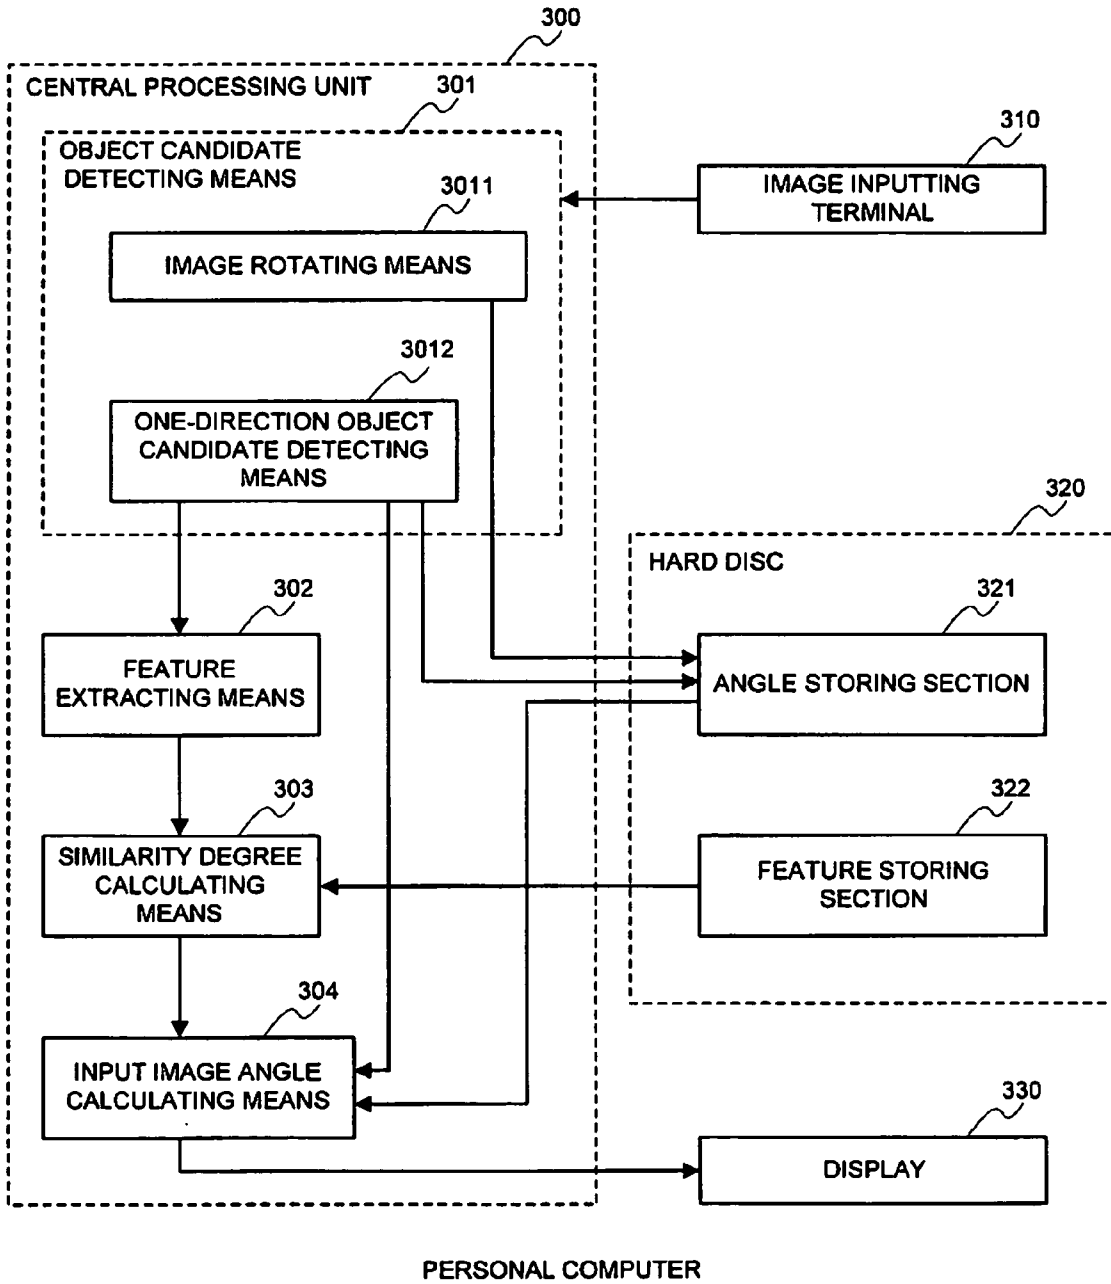 300
CENTRAL PROCESSING UNIT
301
OBJECT CANDIDATE
DETECTING MEANS
310
IMAGE INPUTTING
TERMINAL
3011
IMAGE ROTATING MEANS
3012
ONE-DIRECTION OBJECT
CANDIDATE DETECTING
MEANS
320
HARD DISC
302
FEATURE
EXTRACTING MEANS
321
ANGLE STORING SECTION
303
SIMILARITY DEGREE
CALCULATING
MEANS
322
FEATURE STORING
SECTION
304
INPUT IMAGE ANGLE
CALCULATING MEANS
330
DISPLAY
PERSONAL COMPUTER